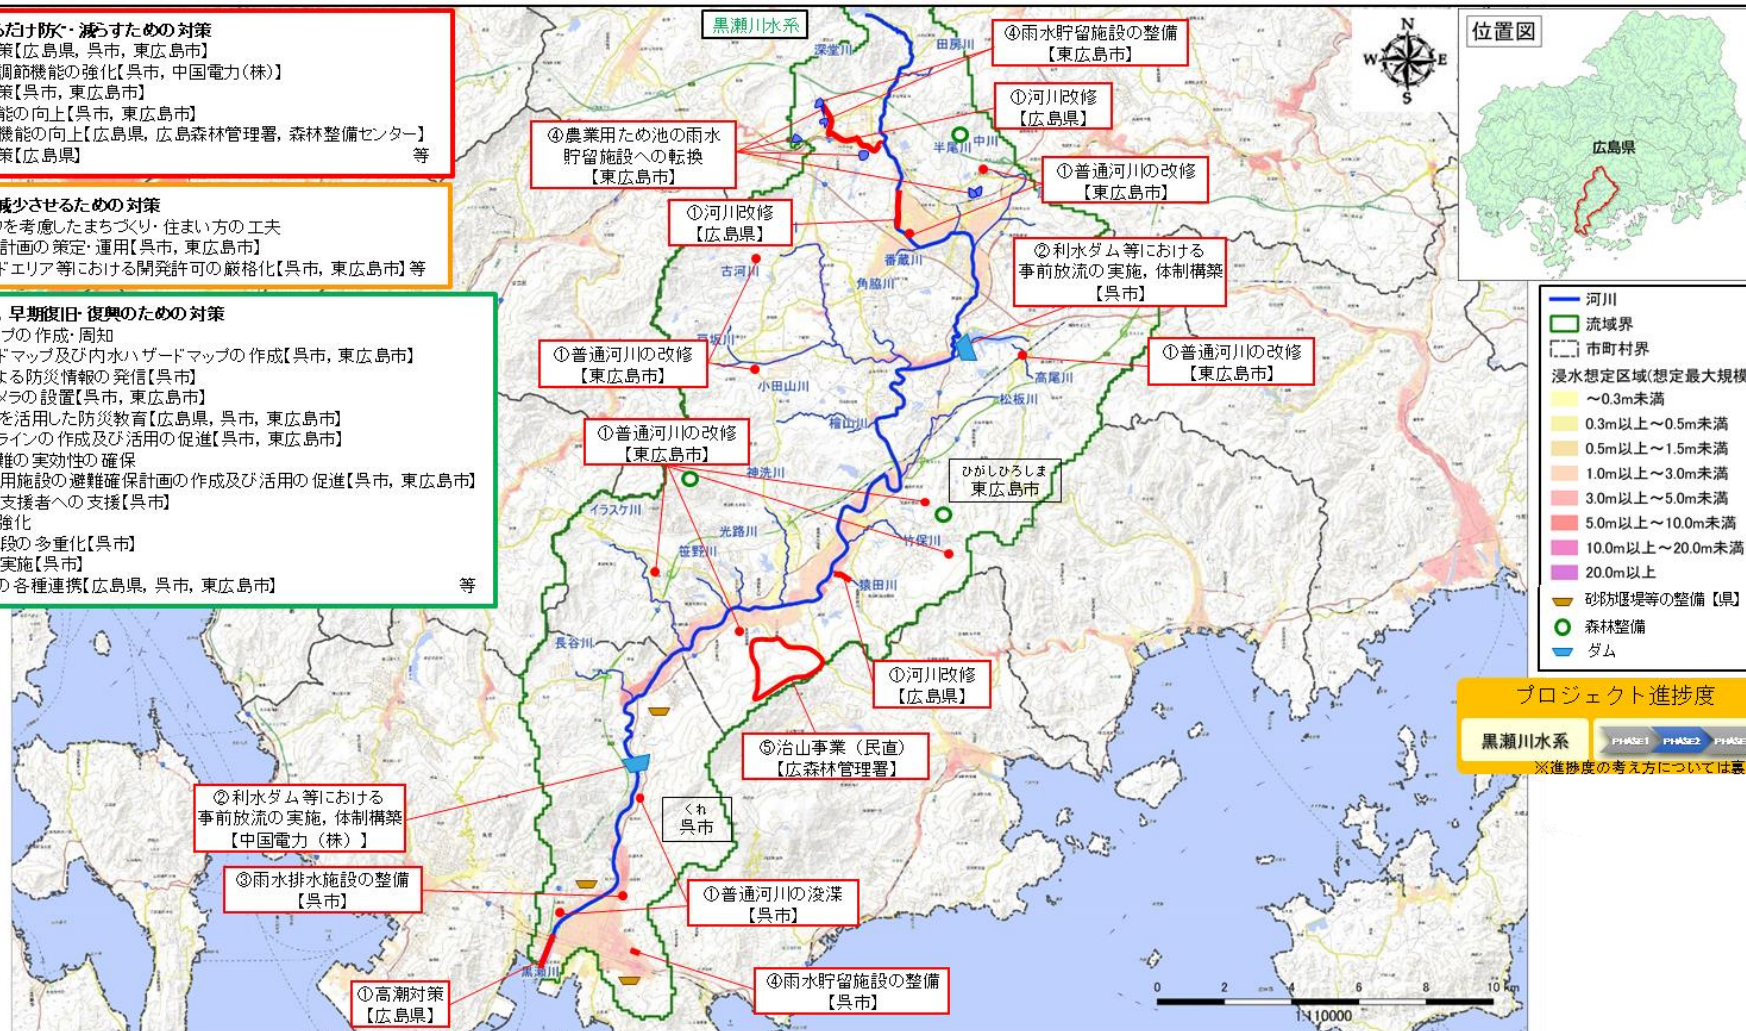 るだけ防ぐ・減らすための対策
策【広島県, 呉市, 東広島市】
調節機能の強化【呉市, 中国電力(株)】
策【呉市, 東広島市】
能の向上【呉市, 東広島市】
機能の向上【広島県, 広島森林管理署, 森林整備センター】
策【広島県】 等
減少させるための対策
を考慮したまちづくり・住まい方の工夫
計画の策定・運用【呉市, 東広島市】
ドエリア等における開発許可の厳格化【呉市, 東広島市】等
早期復旧・復興のための対策
プの作成・周知
ドマップ及び内水ハザードマップの作成【呉市, 東広島市】
よる防災情報の発信【呉市】
メラの設置【呉市, 東広島市】
を活用した防災教育【広島県, 呉市, 東広島市】
ラインの作成及び活用の促進【呉市, 東広島市】
難の実効性の確保
用施設の避難確保計画の作成及び活用の促進【呉市, 東広島市】
支援者への支援【呉市】
強化
段の多重化【呉市】
実施【呉市】
の各種連携【広島県, 呉市, 東広島市】 等
黒瀬川水系
深堂川
田房川
④雨水貯留施設の整備
【東広島市】
①河川改修
【広島県】
④農業用ため池の雨水
貯留施設への転換
【東広島市】
半尾川
中川
①普通河川の改修
【東広島市】
①河川改修
【広島県】
②利水ダム等における
事前放流の実施, 体制構築
【呉市】
番蔵川
古河川
角脇川
戸坂川
①普通河川の改修
【東広島市】
小田山川
①普通河川の改修
【東広島市】
高尾川
松板川
檜山川
①普通河川の改修
【東広島市】
神洗川
ひがしひろしま
東広島市
イラスケ川
光路川
笹野川
竹保川
猿田川
長谷川
①河川改修
【広島県】
⑤治山事業（民直）
【広森林管理署】
②利水ダム等における
事前放流の実施, 体制構築
【中国電力（株）】
くれ
呉市
③雨水排水施設の整備
【呉市】
①普通河川の浚渫
【呉市】
黒瀬川
①高潮対策
【広島県】
④雨水貯留施設の整備
【呉市】
N
W
E
S
位置図
広島県
河川
流域界
市町村界
浸水想定区域(想定最大規模
～0.3m未満
0.3m以上～0.5m未満
0.5m以上～1.5m未満
1.0m以上～3.0m未満
3.0m以上～5.0m未満
5.0m以上～10.0m未満
10.0m以上～20.0m未満
20.0m以上
砂防堰堤等の整備【県】
森林整備
ダム
プロジェクト進捗度
黒瀬川水系
PHASE1 PHASE2 PHASE
※進捗度の考え方については裏
0 2 4 6 8 10 km
1:110000